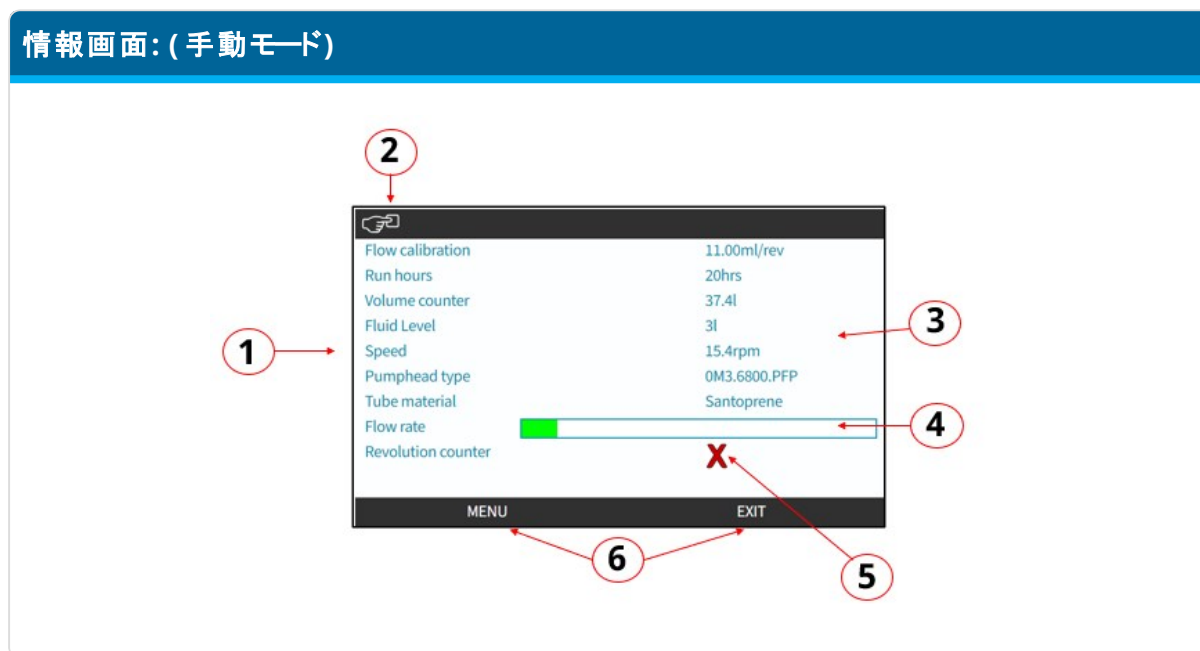 情報画面: (手動モード)
2
Flow calibration 11.00ml/rev
Run hours 20hrs
Volume counter 37.4l
Fluid Level 3l
3
1
Speed 15.4rpm
Pumphead type 0M3.6800.PFP
Tube material Santoprene
Flow rate
4
Revolution counter X
MENU EXIT
6
5